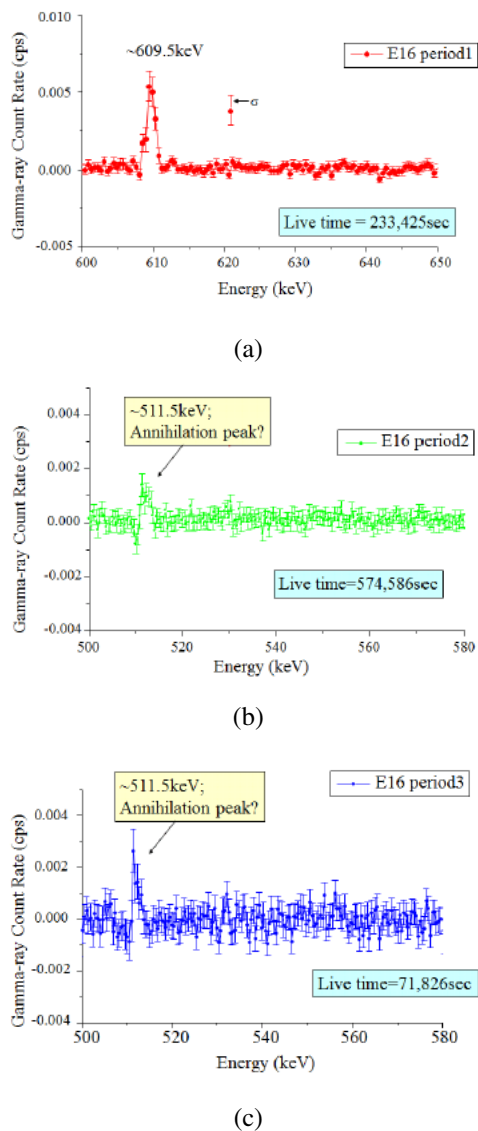 0.010
~609.5keV
E16 period1
0.005
σ
0.000
Live time = 233,425sec
-0.005
600 610 620 630 640 650
Energy (keV)
Gamma-ray Count Rate (cps)
(a)
0.004
~511.5keV;
Annihilation peak?
E16 period2
0.002
0.000
-0.002
Live time=574,586sec
-0.004
500 520 540 560 580
Energy (keV)
Gamma-ray Count Rate (cps)
(b)
~511.5keV;
Annihilation peak?
E16 period3
0.004
0.002
0.000
-0.002
Live time=71,826sec
-0.004
500 520 540 560 580
Energy (keV)
Gamma-ray Count Rate (cps)
(c)